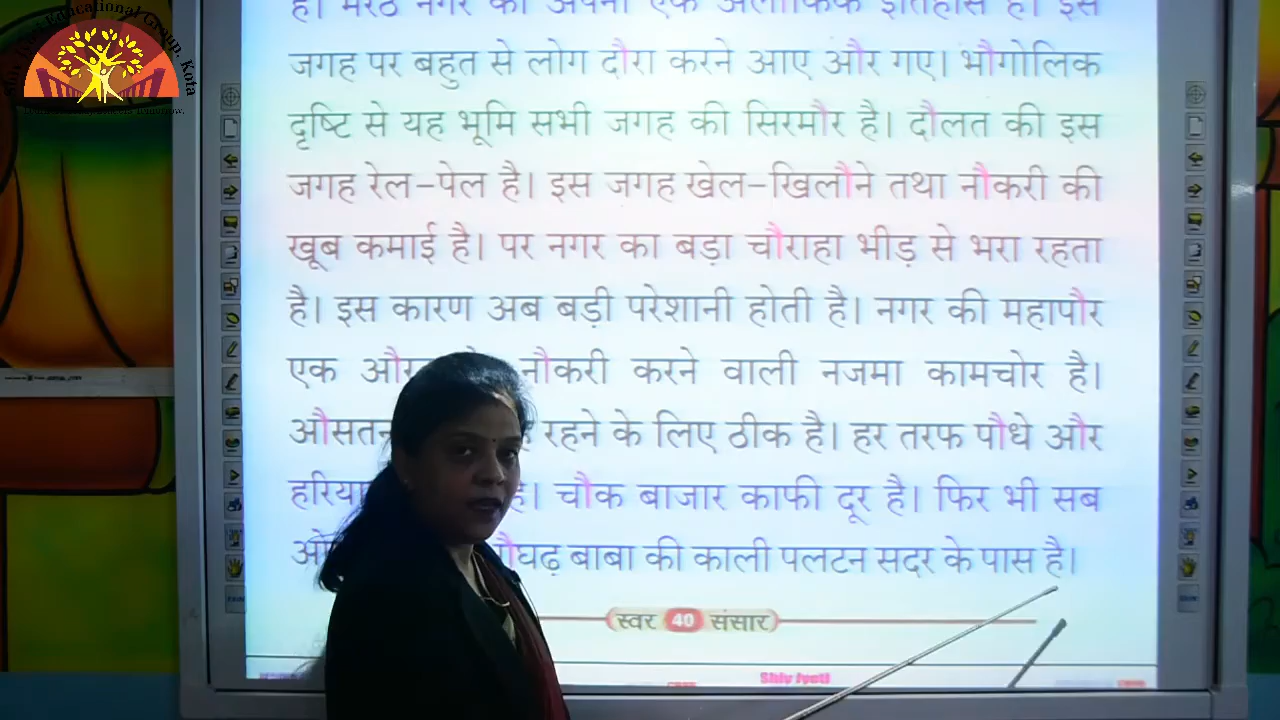 है। मेरठ नगर का अपना एक अलौकिक इतिहास है। इस
जगह पर बहुत से लोग दौरा करने आए और गए। भौगोलिक
दृष्टि से यह भूमि सभी जगह की सिरमौर है। दौलत की इस
जगह रेल-पेल है। इस जगह खेल-खिलौने तथा नौकरी की
खूब कमाई है। पर नगर का बड़ा चौराहा भीड़ से भरा रहता
है। इस कारण अब बड़ी परेशानी होती है। नगर की महापौर
एक नौकरी करने वाली नजमा कामचोर है।
रहने के लिए ठीक है। हर तरफ पौधे और
है। चौक बाजार काफी दूर है। फिर भी सब
बाबा की काली पलटन सदर के पास है।
स्वर 40 संसार
Shiv Jyoti